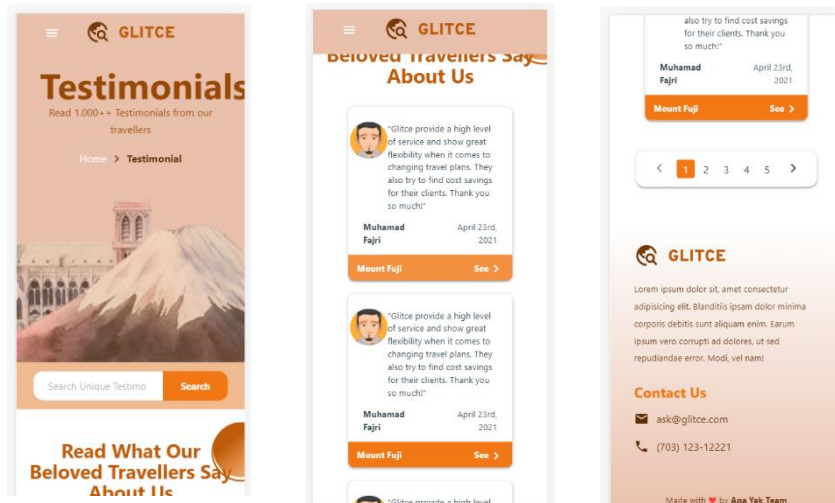 GLITCE
Testimonials
Read 1.000++ Testimonials from our
travellers
Home > Testimonial
Search Unique Testimo
Search
Read What Our
Beloved Travellers Say
About Us
GLITCE
Beloved Travellers Say
About Us
"Glitce provide a high level
of service and show great
flexibility when it comes to
changing travel plans. They
also try to find cost savings
for their clients. Thank you
so much!"
Muhamad
Fajri
April 23rd,
2021
Mount Fuji
See >
"Glitce provide a high level
of service and show great
flexibility when it comes to
changing travel plans. They
also try to find cost savings
for their clients. Thank you
so much!"
Muhamad
Fajri
April 23rd,
2021
Mount Fuji
See >
"Glitce provide a high level
also try to find cost savings
for their clients. Thank you
so much!"
Muhamad
Fajri
April 23rd,
2021
Mount Fuji
See >
< 1 2 3 4 5 >
GLITCE
Lorem ipsum dolor sit, amet consectetur
adipisicing elit. Blanditiis ipsam dolor minima
corporis debitis sunt aliquam enim. Earum
ipsum vero corrupti ad dolores, ut sed
repudiandae error. Modi, vel nam!
Contact Us
ask@glitce.com
(703) 123-12221
Made with ❤ by Apa Yak Team